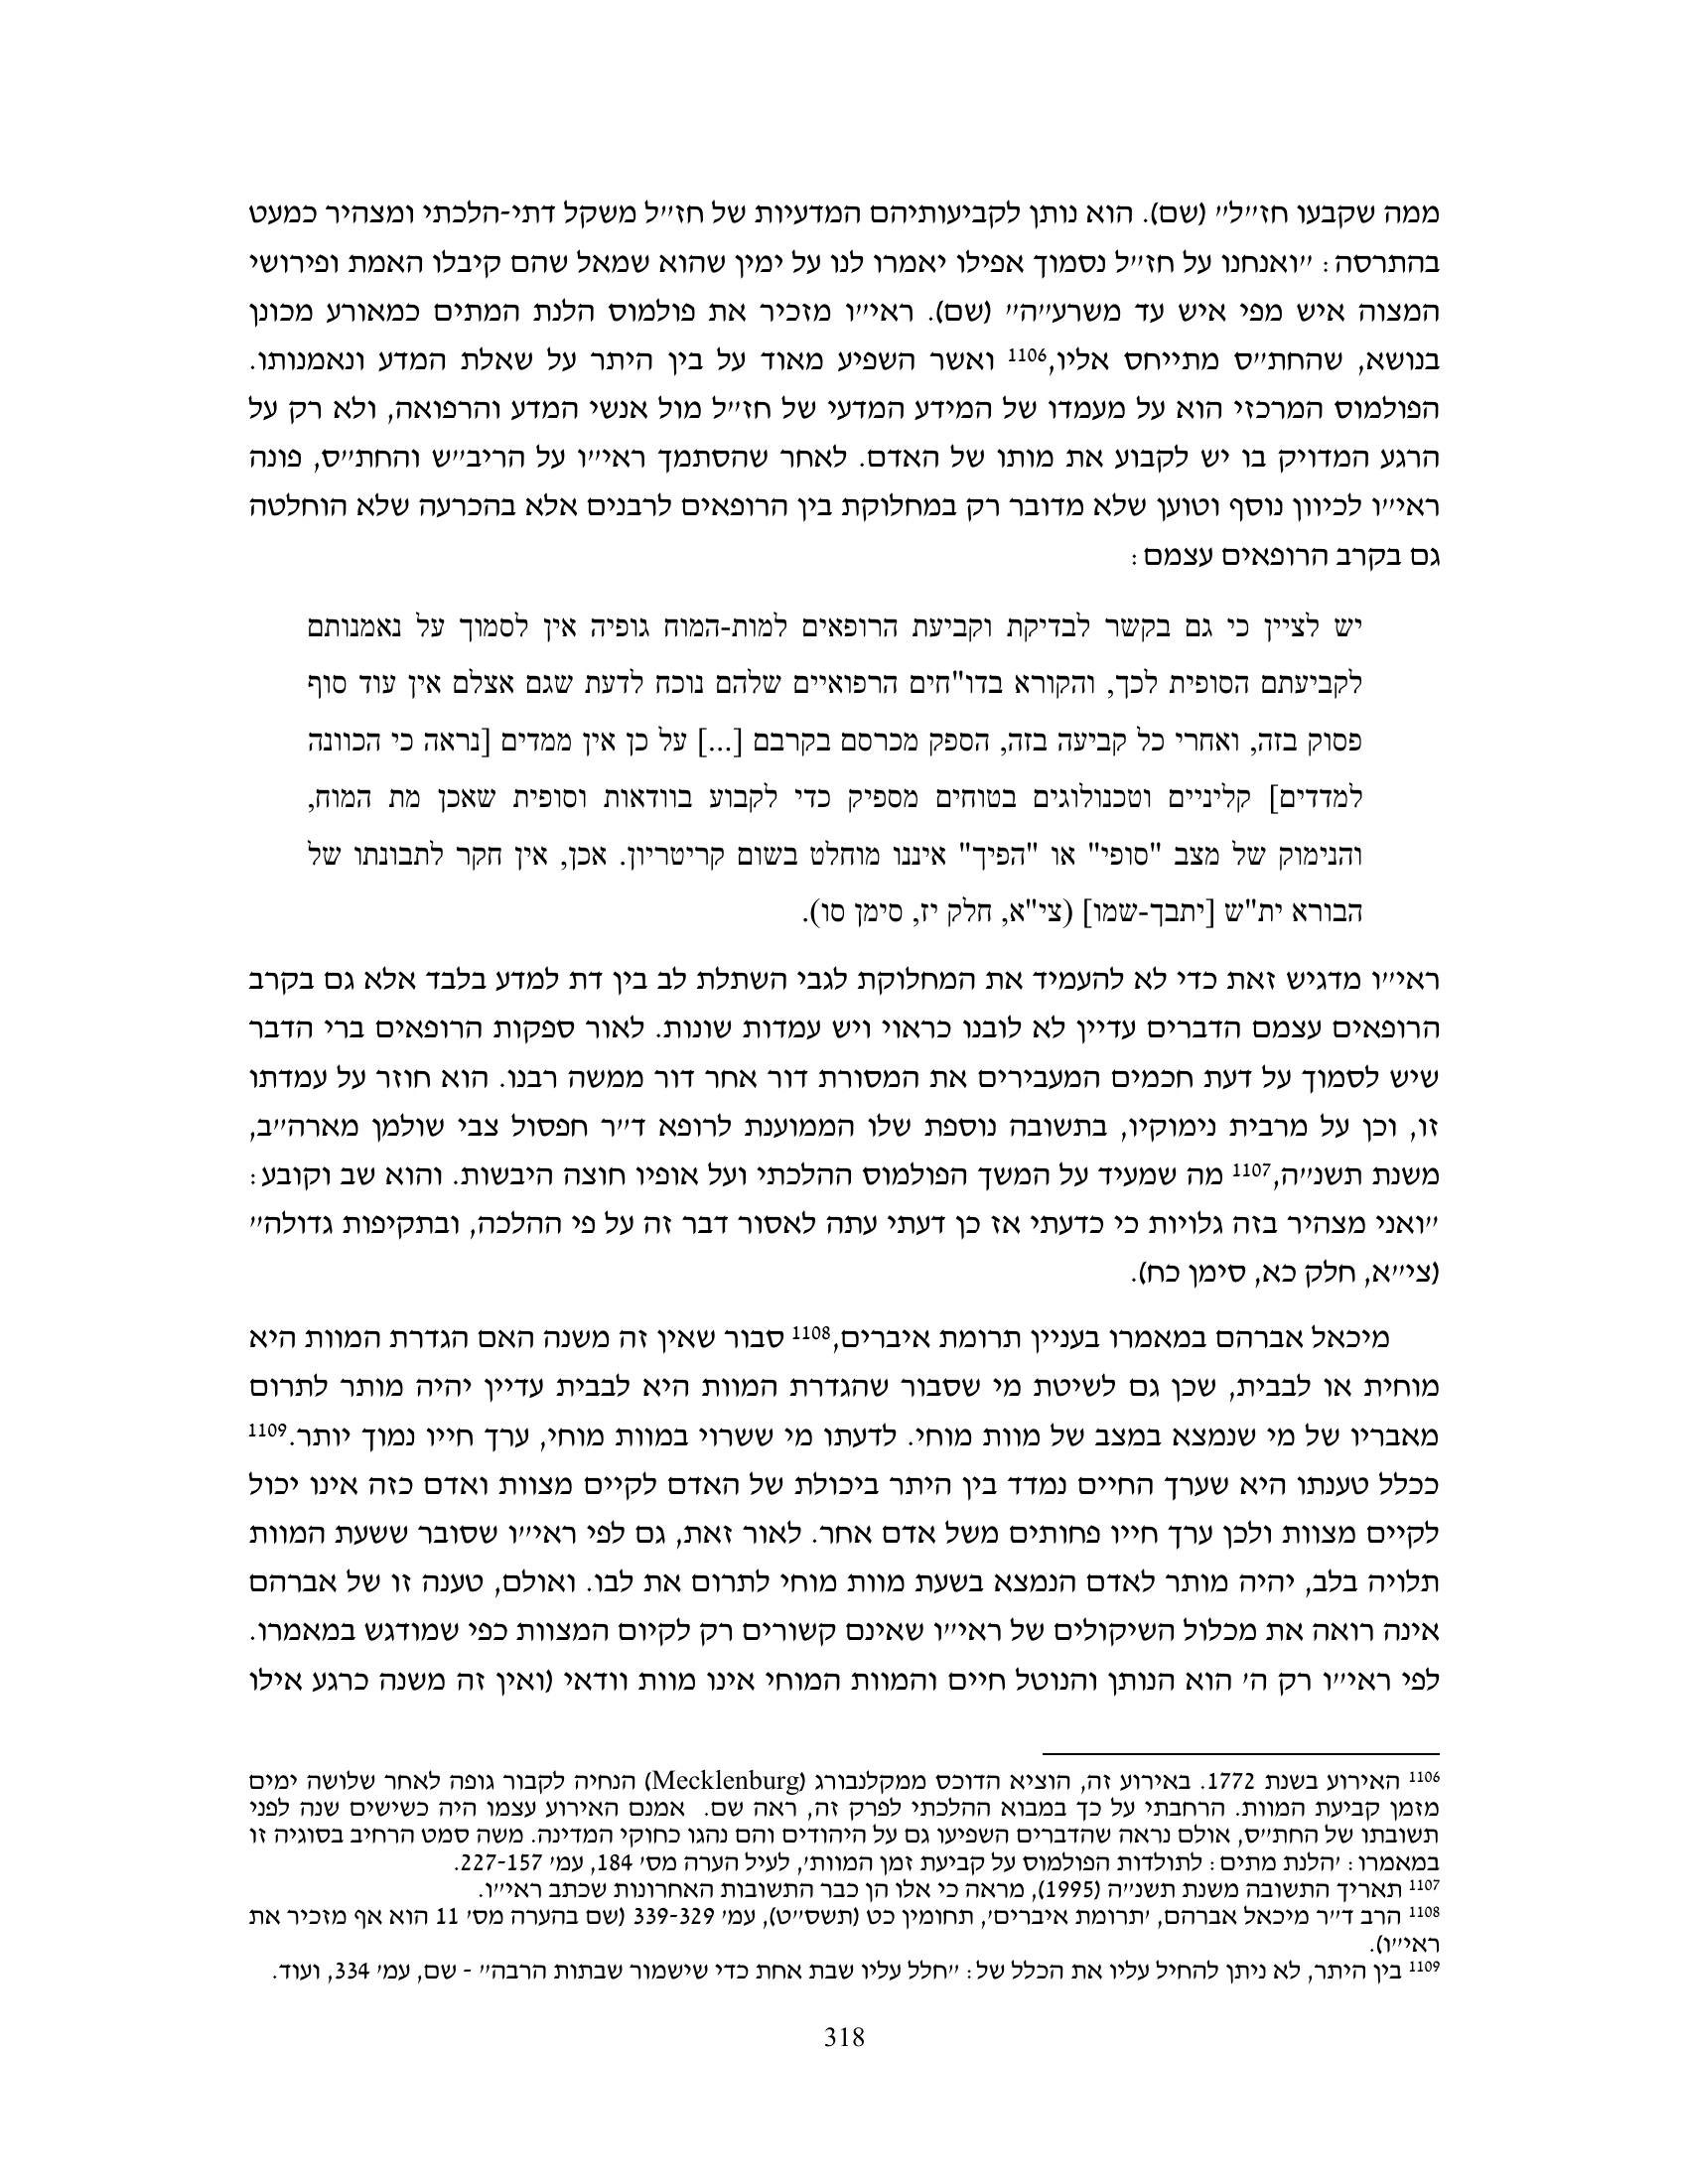 ממה שקבעו חז״ל״ (שם). הוא נותן לקביעותיהם המדעיות של חז״ל משקל דתי-הלכתי ומצהיר כמעט
בהתרסה: ״ואנחנו על חז״ל נסמוך אפילו יאמרו לנו על ימין שהוא שמאל שהם קיבלו האמת ופירושי
המצוה איש מפי איש עד משרע״ה״ (שם). ראי״ו מזכיר את פולמוס הלנת המתים כמאורע מכונן
בנושא, שהחת״ס מתייחס אליו,1106 ואשר השפיע מאוד על בין היתר על שאלת המדע ונאמנותו.
הפולמוס המרכזי הוא על מעמדו של המידע המדעי של חז״ל מול אנשי המדע והרפואה, ולא רק על
הרגע המדויק בו יש לקבוע את מותו של האדם. לאחר שהסתמך ראי״ו על הריב״ש והחת״ס, פונה
ראי״ו לכיוון נוסף וטוען שלא מדובר רק במחלוקת בין הרופאים לרבנים אלא בהכרעה שלא הוחלטה
גם בקרב הרופאים עצמם:
יש לציין כי גם בקשר לבדיקת וקביעת הרופאים למות-המוח גופיה אין לסמוך על נאמנותם
לקביעתם הסופית לכך, והקורא בדו"חים הרפואיים שלהם נוכח לדעת שגם אצלם אין עוד סוף
פסוק בזה, ואחרי כל קביעה בזה, הספק מכרסם בקרבם [...] על כן אין ממדים [נראה כי הכוונה
למדדים] קליניים וטכנולוגים בטוחים מספיק כדי לקבוע בוודאות וסופית שאכן מת המוח,
והנימוק של מצב "סופי" או "הפיך" איננו מוחלט בשום קריטריון. אכן, אין חקר לתבונתו של
הבורא ית"ש [יתבך-שמו] (צי"א, חלק יז, סימן סו).
ראי״ו מדגיש זאת כדי לא להעמיד את המחלוקת לגבי השתלת לב בין דת למדע בלבד אלא גם בקרב
הרופאים עצמם הדברים עדיין לא לובנו כראוי ויש עמדות שונות. לאור ספקות הרופאים ברי הדבר
שיש לסמוך על דעת חכמים המעבירים את המסורת דור אחר דור ממשה רבנו. הוא חוזר על עמדתו
זו, וכן על מרבית נימוקיו, בתשובה נוספת שלו הממוענת לרופא ד״ר חפסול צבי שולמן מארה״ב,
משנת תשנ״ה,1107 מה שמעיד על המשך הפולמוס ההלכתי ועל אופיו חוצה היבשות. והוא שב וקובע:
״ואני מצהיר בזה גלויות כי כדעתי אז כן דעתי עתה לאסור דבר זה על פי ההלכה, ובתקיפות גדולה״
(צי״א, חלק כא, סימן כח).
מיכאל אברהם במאמרו בעניין תרומת איברים,1108 סבור שאין זה משנה האם הגדרת המוות היא
מוחית או לבבית, שכן גם לשיטת מי שסבור שהגדרת המוות היא לבבית עדיין יהיה מותר לתרום
מאבריו של מי שנמצא במצב של מוות מוחי. לדעתו מי ששרוי במוות מוחי, ערך חייו נמוך יותר.1109
ככלל טענתו היא שערך החיים נמדד בין היתר ביכולת של האדם לקיים מצוות ואדם כזה אינו יכול
לקיים מצוות ולכן ערך חייו פחותים משל אדם אחר. לאור זאת, גם לפי ראי״ו שסובר ששעת המוות
תלויה בלב, יהיה מותר לאדם הנמצא בשעת מוות מוחי לתרום את לבו. ואולם, טענה זו של אברהם
אינה רואה את מכלול השיקולים של ראי״ו שאינם קשורים רק לקיום המצוות כפי שמודגש במאמרו.
לפי ראי״ו רק ה׳ הוא הנותן והנוטל חיים והמוות המוחי אינו מוות וודאי (ואין זה משנה כרגע אילו
1106 האירוע בשנת 1772. באירוע זה, הוציא הדוכס ממקלנבורג (Mecklenburg) הנחיה לקבור גופה לאחר שלושה ימים
מזמן קביעת המוות. הרחבתי על כך במבוא ההלכתי לפרק זה, ראה שם. אמנם האירוע עצמו היה כשישים שנה לפני
תשובתו של החת״ס, אולם נראה שהדברים השפיעו גם על היהודים והם נהגו כחוקי המדינה. משה סמט הרחיב בסוגיה זו
במאמרו: ׳הלנת מתים: לתולדות הפולמוס על קביעת זמן המוות׳, לעיל הערה מס׳ 184, עמ׳ 227-157.
1107 תאריך התשובה משנת תשנ״ה (1995), מראה כי אלו הן כבר התשובות האחרונות שכתב ראי״ו.
1108 הרב ד״ר מיכאל אברהם, ׳תרומת איברים׳, תחומין כט (תשס״ט), עמ׳ 339-329 (שם בהערה מס׳ 11 הוא אף מזכיר את
ראי״ו).
1109 בין היתר, לא ניתן להחיל עליו את הכלל של: ״חלל עליו שבת אחת כדי שישמור שבתות הרבה״ - שם, עמ׳ 334, ועוד.
318